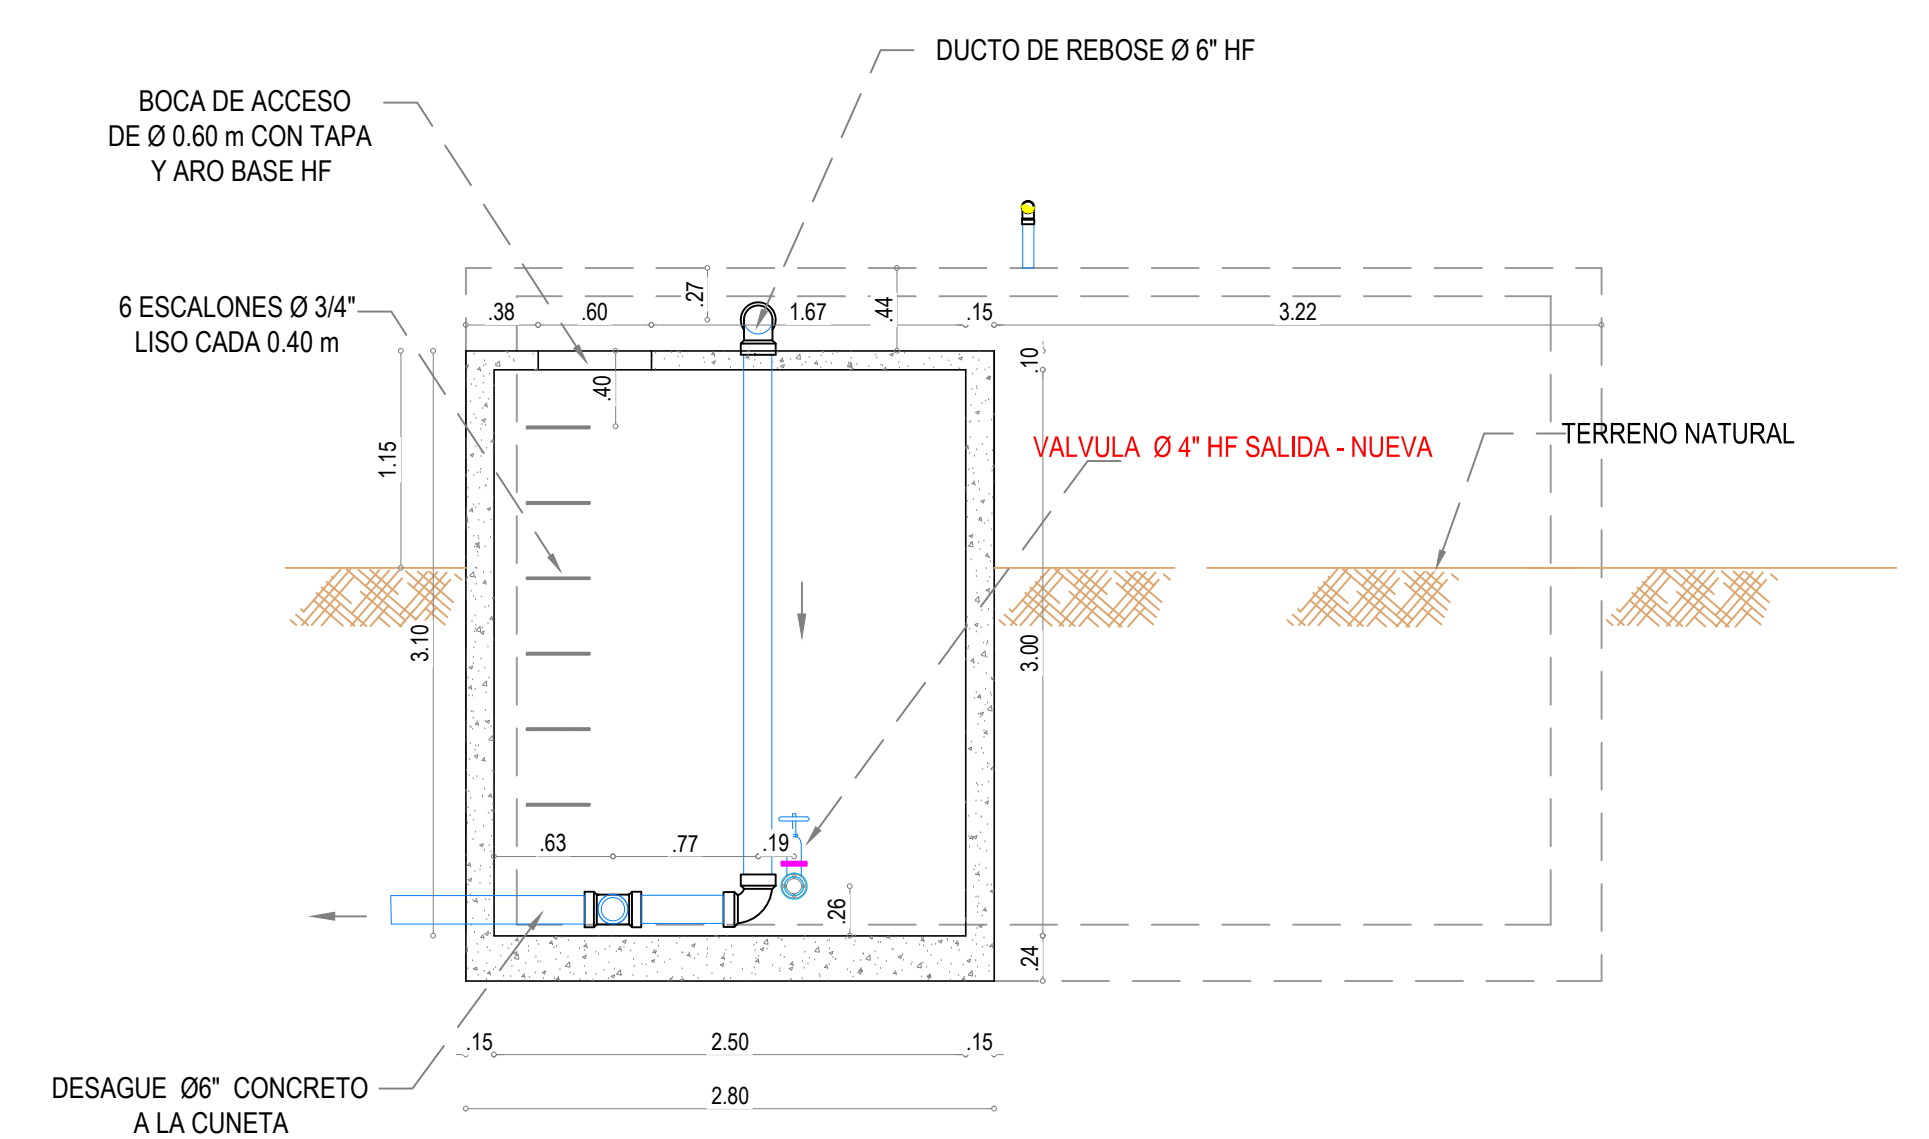 DUCTO DE REBOSE Ø 6" HF
BOCA DE ACCESO
DE Ø 0.60 m CON TAPA
Y ARO BASE HF
6 ESCALONES Ø 3/4"
LISO CADA 0.40 m
.38
.60
.27
1.67
.44
.15
3.22
.10
.40
1.15
VALVULA Ø 4" HF SALIDA - NUEVA
TERRENO NATURAL
3.10
3.00
.63
.77
.19
.26
.24
.15
2.50
.15
2.80
DESAGUE Ø6" CONCRETO
A LA CUNETA